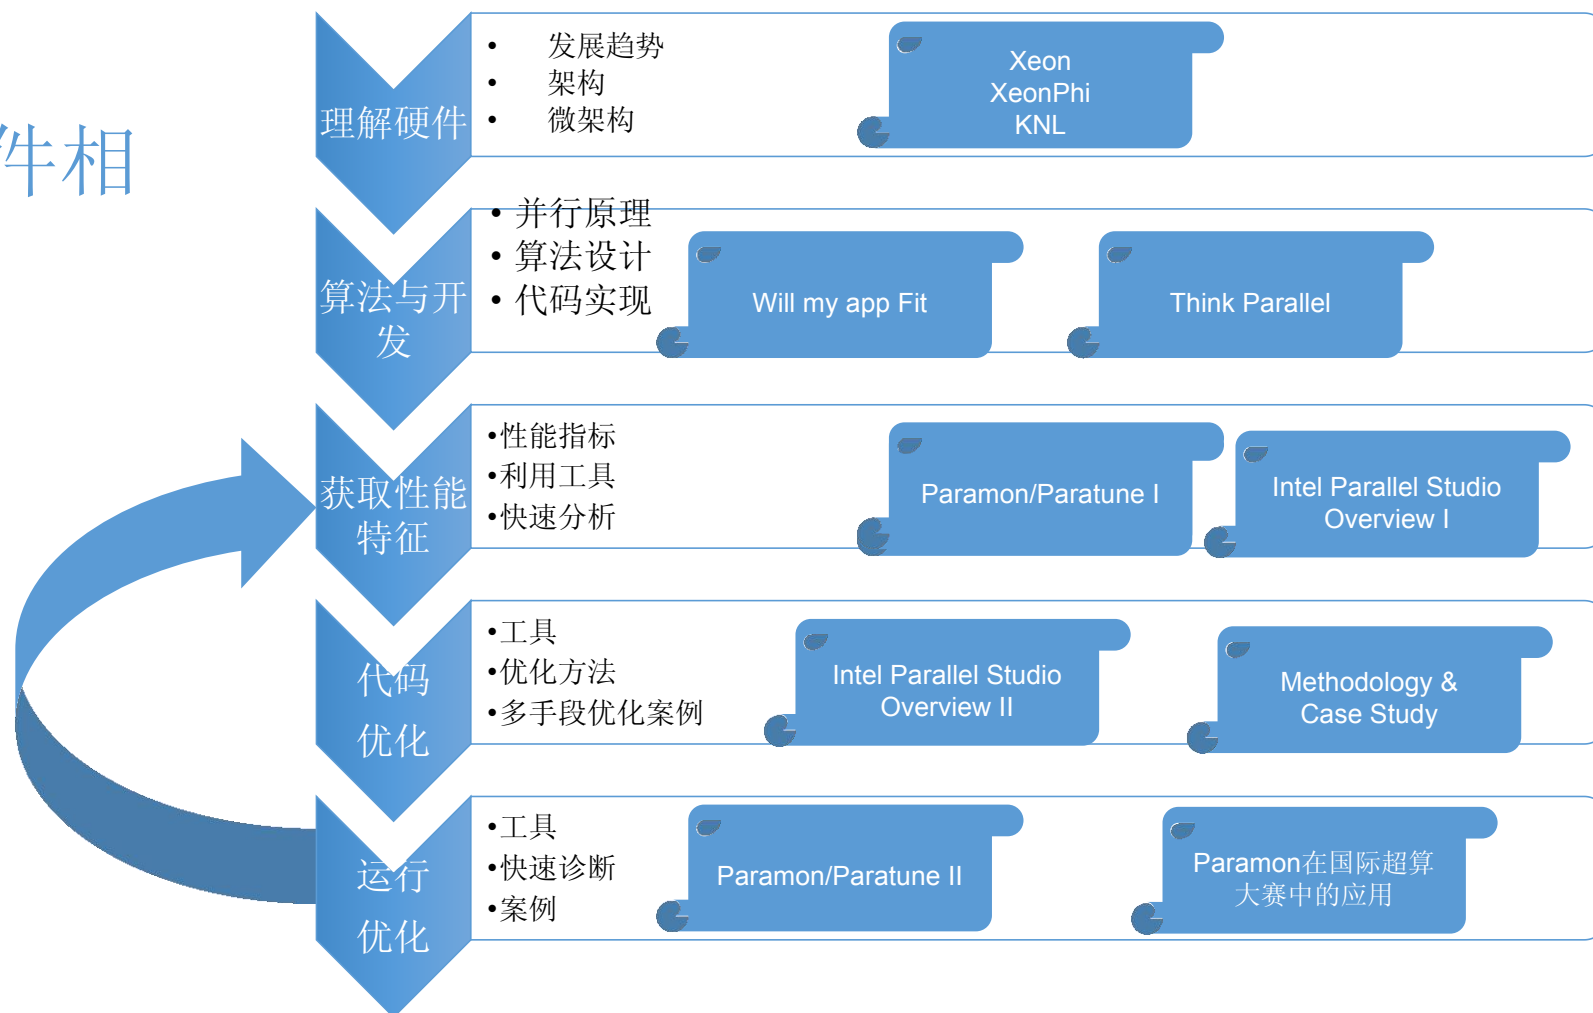 件相
理解硬件
• 发展趋势
• 架构
• 微架构
Xeon
XeonPhi
KNL
算法与开
发
• 并行原理
• 算法设计
• 代码实现
Will my app Fit
Think Parallel
获取性能
特征
•性能指标
•利用工具
•快速分析
Paramon/Paratune I
Intel Parallel Studio
Overview I
代码
优化
•工具
•优化方法
•多手段优化案例
Intel Parallel Studio
Overview II
Methodology &
Case Study
运行
优化
•工具
•快速诊断
•案例
Paramon/Paratune II
Paramon在国际超算
大赛中的应用